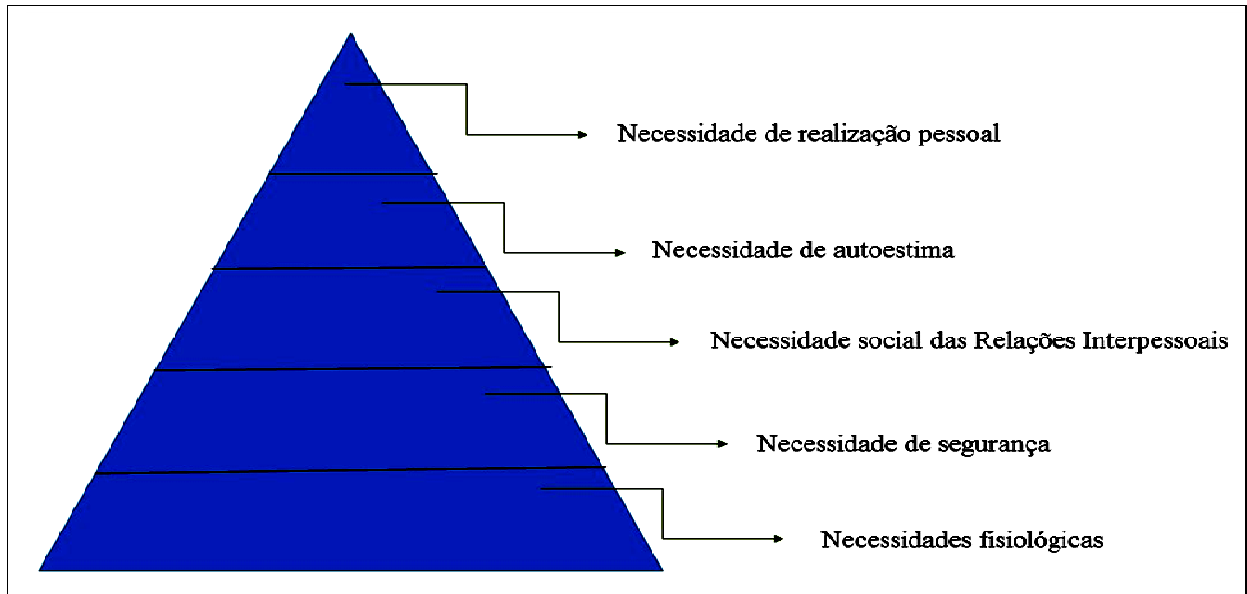 Necessidade de realização pessoal
Necessidade de autoestima
Necessidade social das Relações Interpessoais
Necessidade de segurança
Necessidades fisiológicas